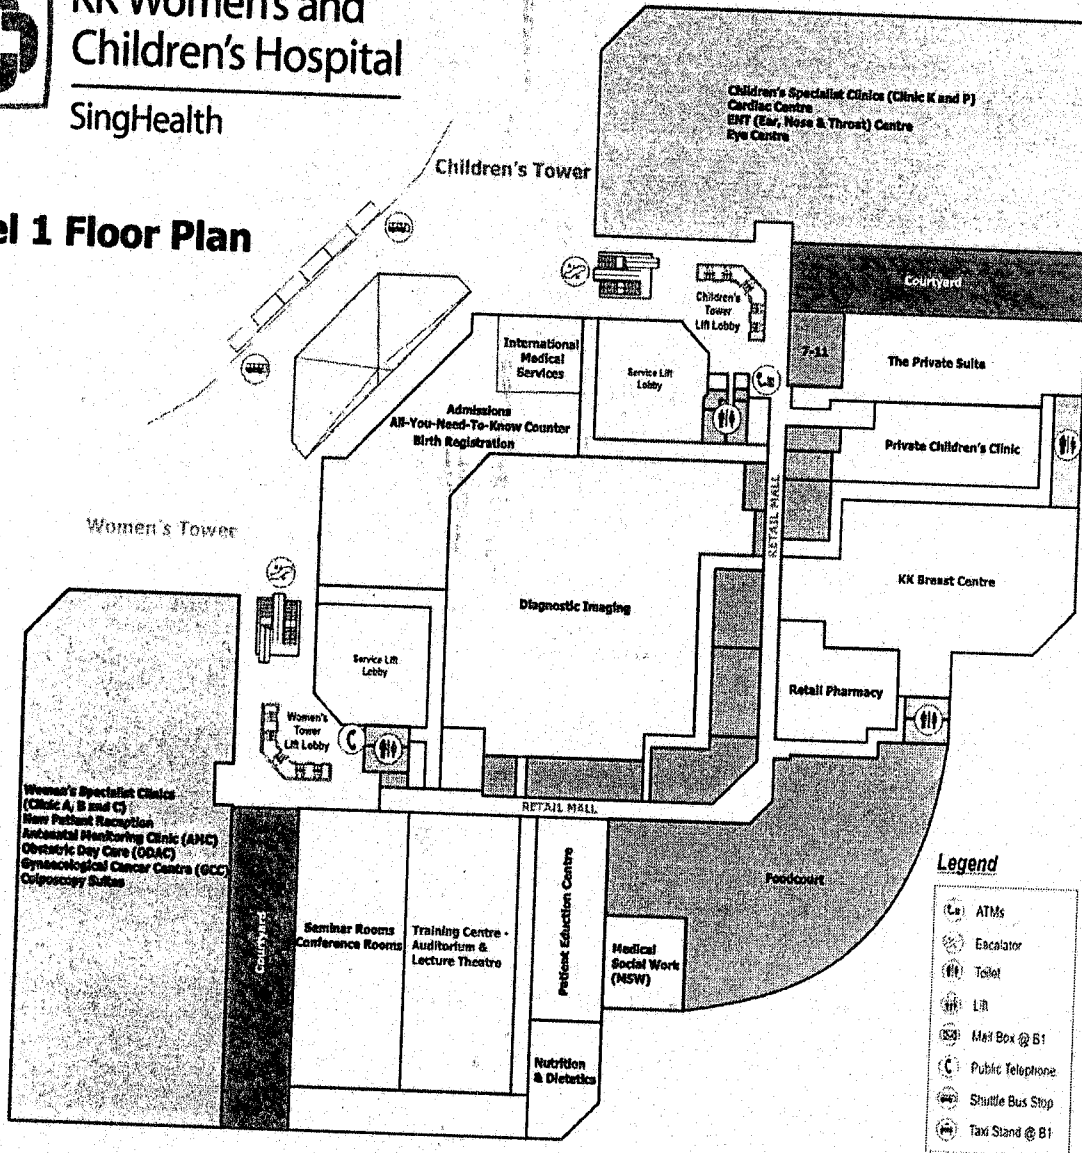 KK Women's and
Children's Hospital
SingHealth
el 1 Floor Plan
Children's Tower
Children's Specialist Clinics (Clinic K and P)
Cardiac Centre
ENT (Ear, Nose & Throat) Centre
Eye Centre
Courtyard
Children's
Tower
Lift Lobby
7-11
The Private Suite
International
Medical
Services
Service Lift
Lobby
Admissions
All-You-Need-To-Know Counter
Birth Registration
Private Children's Clinic
RETAIL MALL
Women's Tower
KK Breast Centre
Diagnostic Imaging
Service Lift
Lobby
Retail Pharmacy
Women's
Tower
Lift Lobby
Women's Specialist Clinics
(Clinic A, B and C)
New Patient Reception
Antenatal Monitoring Clinic (AMC)
Obstetric Day Care (ODAC)
Gynaecological Cancer Centre (GCC)
Colposcopy Suites
RETAIL MALL
Courtyard
Seminar Rooms
Conference Rooms
Training Centre -
Auditorium &
Lecture Theatre
Patient Eduction Centre
Foodcourt
Medical
Social Work
(MSW)
Nutrition
& Dietetics
Legend
ATMs
Escalator
Toilet
Lift
Mail Box @ B1
Public Telephone
Shuttle Bus Stop
Taxi Stand @ B1